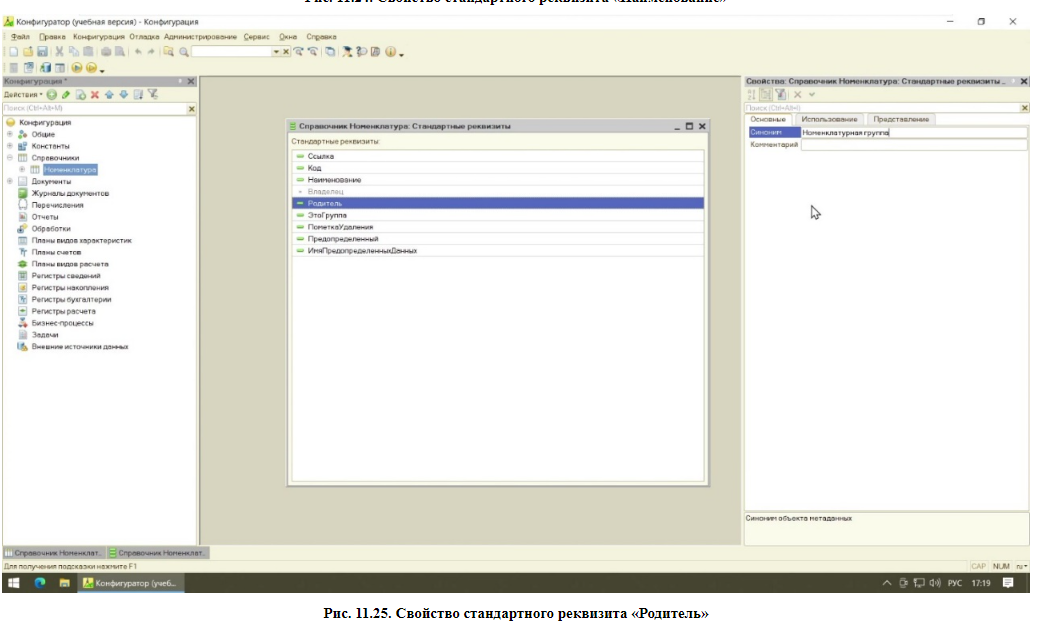 Рис. 11.24. Свойство стандартного реквизита «Наименование»
Конфигуратор (учебная версия) - Конфигурация
Файл Правка Конфигурация Отладка Администрирование Сервис Окна Справка
Конфигурация *
Действия
Поиск (Ctrl+Alt+M)
Конфигурация
Общие
Константы
Справочники
Номенклатура
Документы
Журналы документов
Перечисления
Отчеты
Обработки
Планы видов характеристик
Планы счетов
Планы видов расчета
Регистры сведений
Регистры накопления
Регистры бухгалтерии
Регистры расчета
Бизнес-процессы
Задачи
Внешние источники данных
Справочник Номенклатура: Стандартные реквизиты
Стандартные реквизиты:
Ссылка
Код
Наименование
Владелец
Родитель
ЭтоГруппа
ПометкаУдаления
Предопределенный
ИмяПредопределенныхДанных
Свойства: Справочник Номенклатура: Стандартные реквизиты...
Поиск (Ctrl+Alt+I)
Основные Использование Представление
Синоним Номенклатурная группа
Комментарий
Синоним объекта метаданных
Справочник Номенклат... Справочник Номенклат...
Для получения подсказки нажмите F1
CAP NUM ru
Конфигуратор (учеб...
РУС 17:19
Рис. 11.25. Свойство стандартного реквизита «Родитель»